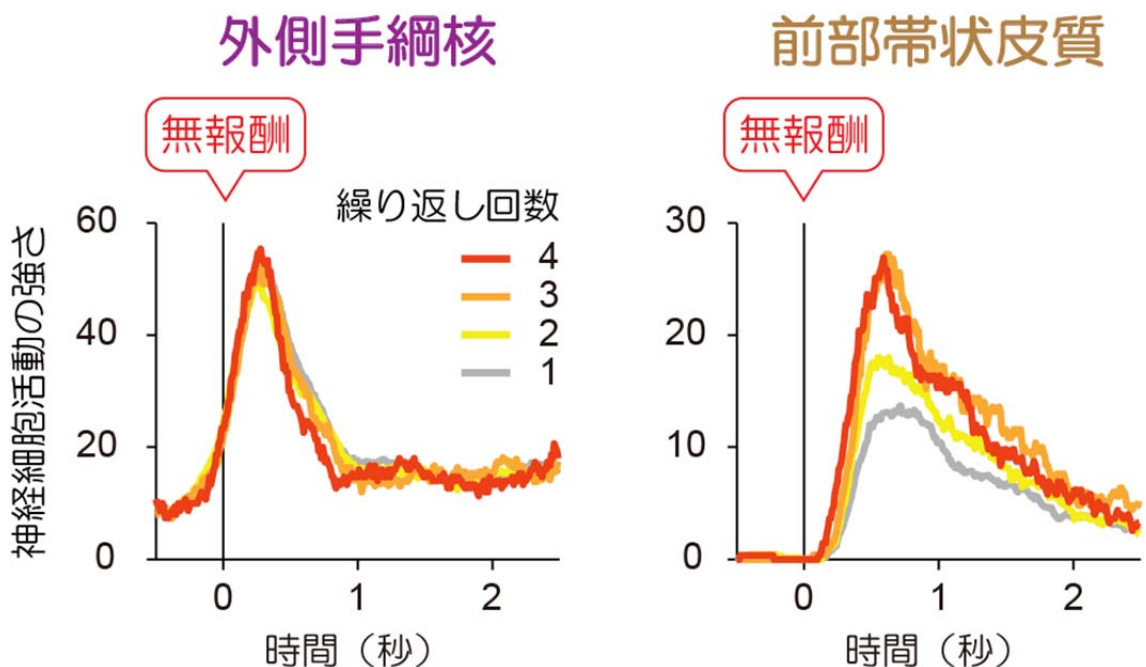 外側手綱核
無報酬
繰り返し回数
4
3
2
1
神経細胞活動の強さ
60
40
20
0
0 1 2
時間（秒）
前部帯状皮質
無報酬
30
20
10
0
0 1 2
時間（秒）